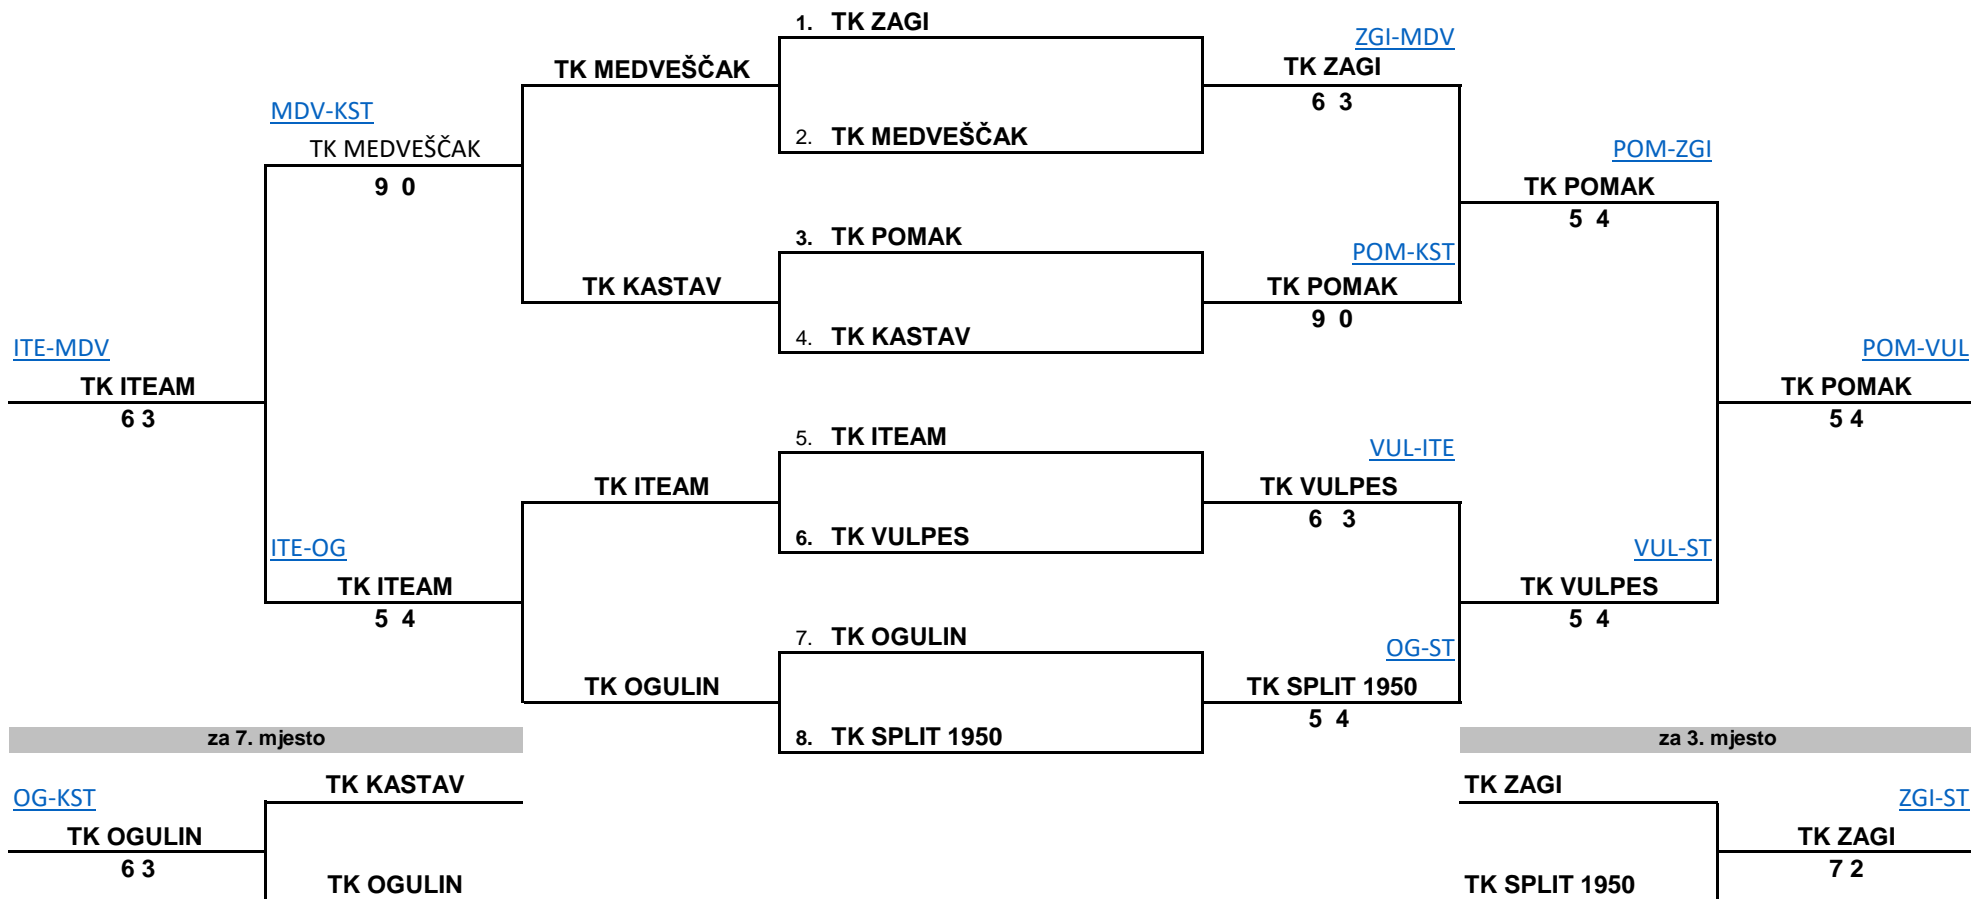 1. TK ZAGI
ZGI-MDV
TK MEDVEŠČAK
TK ZAGI
6 3
MDV-KST
TK MEDVEŠČAK
2. TK MEDVEŠČAK
POM-ZGI
9 0
TK POMAK
5 4
3. TK POMAK
POM-KST
TK KASTAV
TK POMAK
9 0
4. TK KASTAV
ITE-MDV
POM-VUL
TK ITEAM
TK POMAK
6 3
5 4
5. TK ITEAM
VUL-ITE
TK ITEAM
TK VULPES
6 3
6. TK VULPES
ITE-OG
VUL-ST
TK ITEAM
TK VULPES
5 4
5 4
7. TK OGULIN
OG-ST
TK OGULIN
TK SPLIT 1950
5 4
za 7. mjesto
8. TK SPLIT 1950
za 3. mjesto
TK KASTAV
TK ZAGI
OG-KST
ZGI-ST
TK OGULIN
TK ZAGI
6 3
7 2
TK OGULIN
TK SPLIT 1950